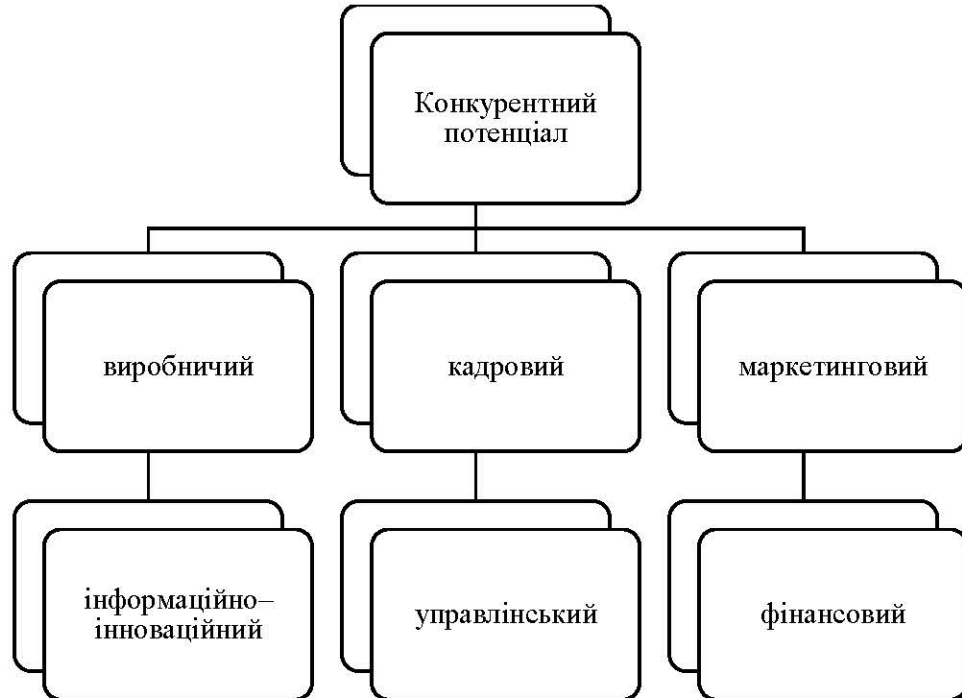 Конкурентний
потенціал
виробничий
кадровий
маркетинговий
інформаційно–
інноваційний
управлінський
фінансовий